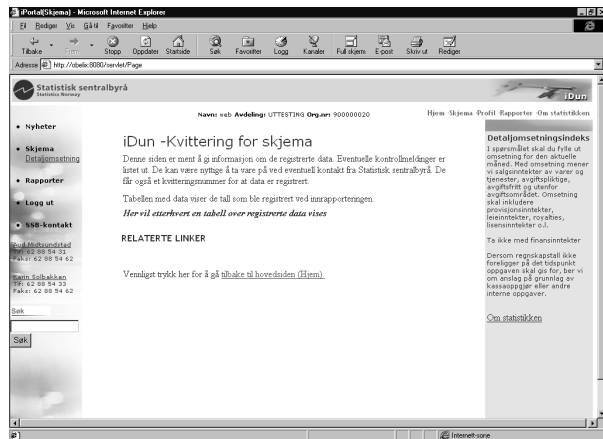 iPortal(Skjema) - Microsoft Internet Explorer
Fil Rediger Vis Gå til Favoritter Hjelp
Tilbake Frem Stopp Oppdater Startside Søk Favoritter Logg Kanaler Full skjerm E-post Skriv ut Rediger
Adresse http://obelix:8080/servlet/Page
Statistisk sentralbyrå
Statistics Norway
iDun
Navn: web Avdeling: UTTESTING Org.nr: 900000020
Hjem Skjema Profil Rapporter Om statistikken
• Nyheter
• Skjema
Detaljomsetning
• Rapporter
• Logg ut
• SSB-kontakt
Aud Midtsundstad
Tlf: 62 88 54 31
Faks: 62 88 54 62
Karin Solbakken
Tlf: 62 88 54 33
Faks: 62 88 54 62
Søk
Søk
iDun -Kvittering for skjema
Denne siden er ment å gi informasjon om de registrerte data. Eventuelle kontrollmeldinger er
listet ut. De kan være nyttige å ta vare på ved eventuell kontakt fra Statistisk sentralbyrå. De
får også et kvitteringsnummer for at data er registrert.
Tabellen med data viser de tall som ble registrert ved innrapporteringen.
Her vil etterhvert en tabell over registrerte data vises
RELATERTE LINKER
Vennligst trykk her for å gå tilbake til hovedsiden (Hjem).
Detaljomsetningsindeks
I spørsmålet skal du fylle ut
omsetning for den aktuelle
måned. Med omsetning mener
vi salgsinntekter av varer og
tjenester, avgiftspliktige,
avgiftsfritt og utenfor
avgiftsområdet. Omsetning
skal inkludere
provisjonsinntekter,
leieinntekter, royalties,
lisensinntekter o.l.
Ta ikke med finansinntekter
Dersom regnskapstall ikke
foreligger på det tidspunkt
oppgaven skal gis for, ber vi
om anslag på grunnlag av
kassaoppgjør eller andre
interne oppgaver.
Om statistikken
Internett-sone